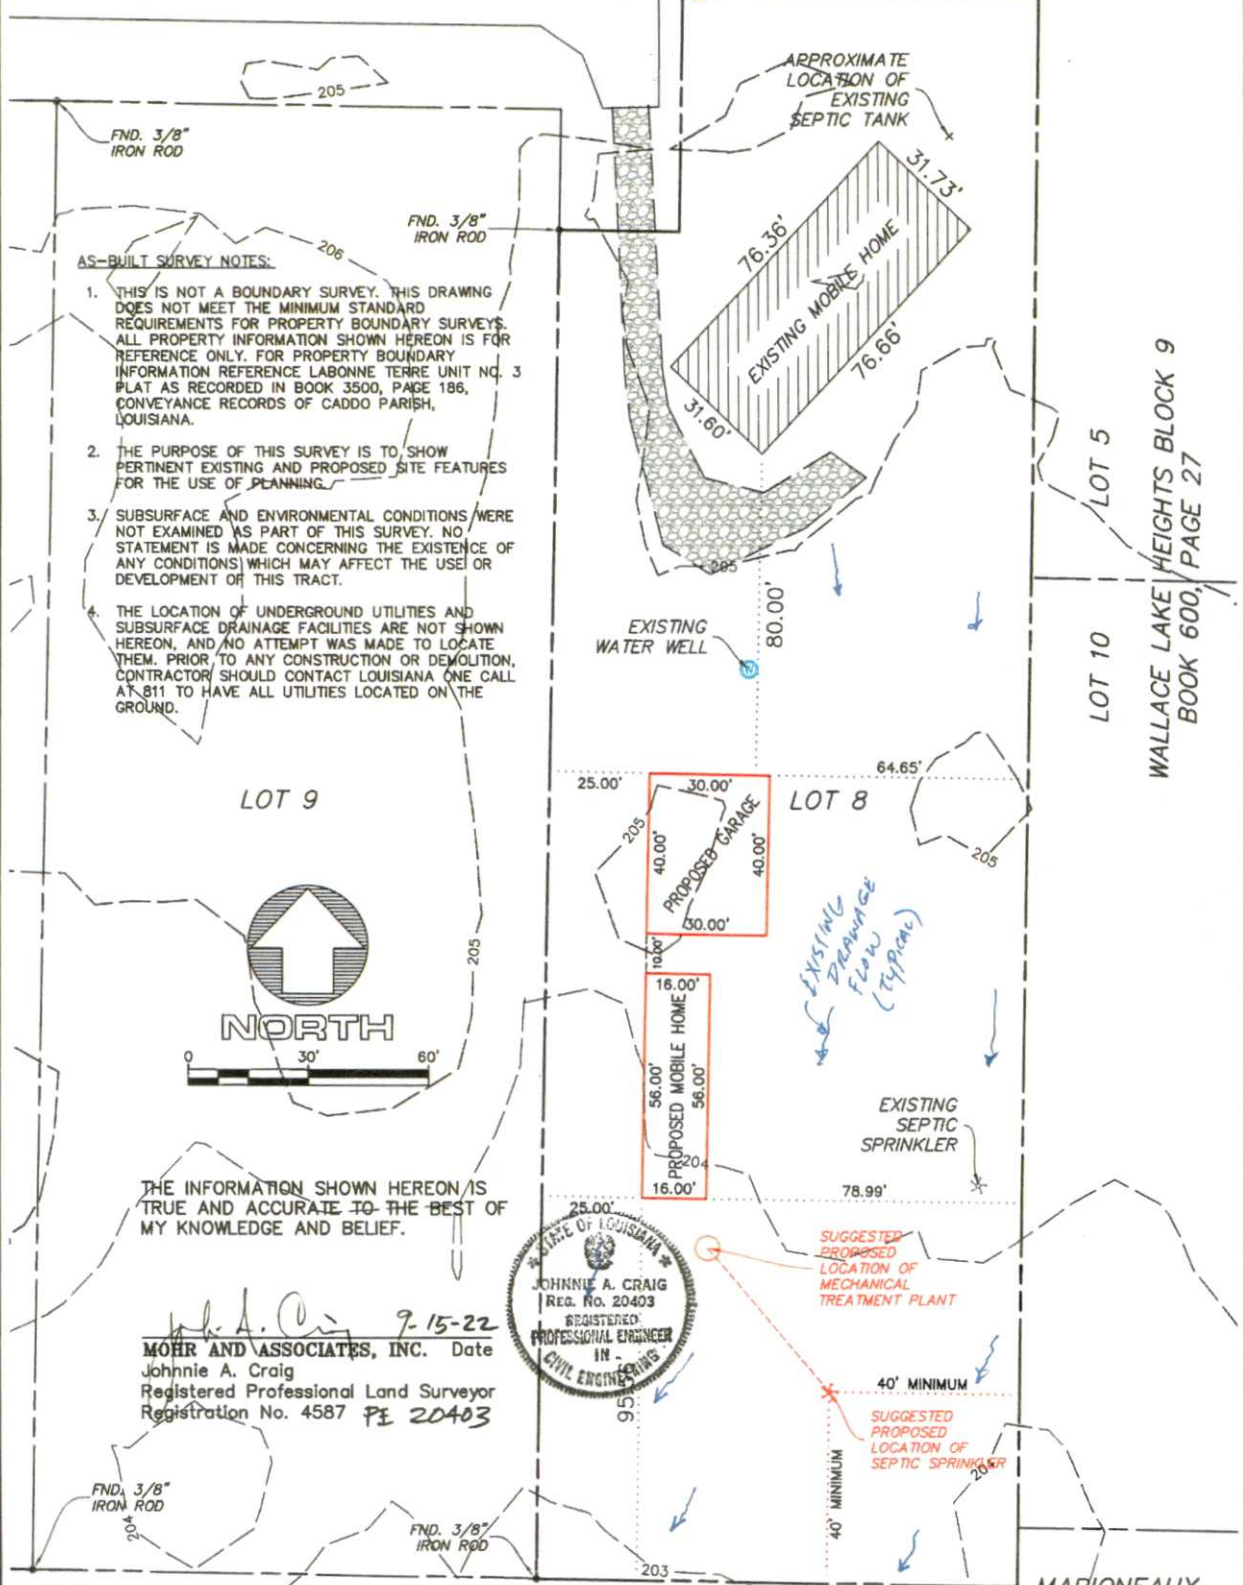 APPROXIMATE
LOCATION OF
EXISTING
SEPTIC TANK
205
FND. 3/8"
IRON ROD
31.73'
FND. 3/8"
IRON ROD
76.36'
206
EXISTING MOBILE HOME
76.66'
31.60'
AS-BUILT SURVEY NOTES:
1. THIS IS NOT A BOUNDARY SURVEY. THIS DRAWING
DOES NOT MEET THE MINIMUM STANDARD
REQUIREMENTS FOR PROPERTY BOUNDARY SURVEYS.
ALL PROPERTY INFORMATION SHOWN HEREON IS FOR
REFERENCE ONLY. FOR PROPERTY BOUNDARY
INFORMATION REFERENCE LABONNE TERRE UNIT NO. 3
PLAT AS RECORDED IN BOOK 3500, PAGE 186,
CONVEYANCE RECORDS OF CADDO PARISH,
LOUISIANA.
2. THE PURPOSE OF THIS SURVEY IS TO SHOW
PERTINENT EXISTING AND PROPOSED SITE FEATURES
FOR THE USE OF PLANNING.
3. SUBSURFACE AND ENVIRONMENTAL CONDITIONS WERE
NOT EXAMINED AS PART OF THIS SURVEY. NO
STATEMENT IS MADE CONCERNING THE EXISTENCE OF
ANY CONDITIONS WHICH MAY AFFECT THE USE OR
DEVELOPMENT OF THIS TRACT.
4. THE LOCATION OF UNDERGROUND UTILITIES AND
SUBSURFACE DRAINAGE FACILITIES ARE NOT SHOWN
HEREON, AND NO ATTEMPT WAS MADE TO LOCATE
THEM. PRIOR TO ANY CONSTRUCTION OR DEMOLITION,
CONTRACTOR SHOULD CONTACT LOUISIANA ONE CALL
AT 811 TO HAVE ALL UTILITIES LOCATED ON THE
GROUND.
LOT 5
LOT 10
WALLACE LAKE HEIGHTS BLOCK 9
BOOK 600, PAGE 27
205
80.00'
EXISTING
WATER WELL
W
64.65'
25.00'
30.00'
LOT 9
LOT 8
205
40.00'
PROPOSED GARAGE
40.00'
205
30.00'
EXISTING
DRAINAGE
FLOW
(TYPICAL)
10.00'
205
16.00'
NORTH
0 30' 60'
56.00'
PROPOSED MOBILE HOME
56.00'
EXISTING
SEPTIC
SPRINKLER
204
16.00'
78.99'
25.00'
THE INFORMATION SHOWN HEREON IS
TRUE AND ACCURATE TO THE BEST OF
MY KNOWLEDGE AND BELIEF.
STATE OF LOUISIANA
JOHNNIE A. CRAIG
REG. No. 20403
REGISTERED
PROFESSIONAL ENGINEER
IN
CIVIL ENGINEERING
SUGGESTED
PROPOSED
LOCATION OF
MECHANICAL
TREATMENT PLANT
Joh. A. Craig 9-15-22
MOHR AND ASSOCIATES, INC. Date
Johnnie A. Craig
Registered Professional Land Surveyor
Registration No. 4587 PE 20403
40' MINIMUM
SUGGESTED
PROPOSED
LOCATION OF
SEPTIC SPRINKLER
204
40' MINIMUM
FND. 3/8"
IRON ROD
204
FND. 3/8"
IRON ROD
203
MARIONEAUX